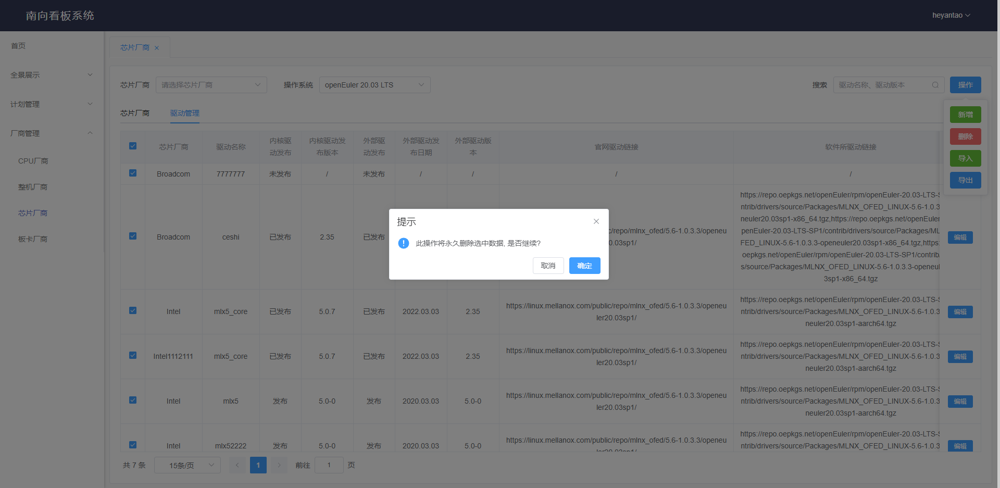 南向看板系统
heyantao
首页
全景展示
计划管理
厂商管理
CPU厂商
整机厂商
芯片厂商
板卡厂商
芯片厂商
芯片厂商 请选择芯片厂商 操作系统 openEuler 20.03 LTS 搜索 驱动名称、驱动版本 操作
新增
删除
导入
导出
芯片厂商 驱动管理
芯片厂商 驱动名称 内核驱动发布 内核驱动发布版本 外部驱动发布 外部驱动发布日期 外部驱动版本 官网驱动链接 软件所驱动链接
Broadcom 7777777 未发布 / 未发布 / / / /
Broadcom ceshi 已发布 2.35 已发布
c/repo/mlnx_ofed/5.6-1.0.3.3/openeu
0.03sp1/
https://repo.oepkgs.net/openEuler/rpm/openEuler-20.03-LTS-S
ntrib/drivers/source/Packages/MLNX_OFED_LINUX-5.6-1.0.3
neuler20.03sp1-x86_64.tgz,https://repo.oepkgs.net/openEuler
penEuler-20.03-LTS-SP1/contrib/drivers/source/Packages/ML
FED_LINUX-5.6-1.0.3.3-openeuler20.03sp1-x86_64.tgz,https:
oepkgs.net/openEuler/rpm/openEuler-20.03-LTS-SP1/contrib
s/source/Packages/MLNX_OFED_LINUX-5.6-1.0.3.3-openeul
3sp1-x86_64.tgz
编辑
Intel mlx5_core 已发布 5.0.7 已发布 2022.03.03 2.35
https://linux.mellanox.com/public/repo/mlnx_ofed/5.6-1.0.3.3/openeu
ler20.03sp1/
https://repo.oepkgs.net/openEuler/rpm/openEuler-20.03-LTS-S
ntrib/drivers/source/Packages/MLNX_OFED_LINUX-5.6-1.0.3
neuler20.03sp1-aarch64.tgz
编辑
Intel1112111 mlx5_core 已发布 5.0.7 已发布 2022.03.03 2.35
https://linux.mellanox.com/public/repo/mlnx_ofed/5.6-1.0.3.3/openeu
ler20.03sp1/
https://repo.oepkgs.net/openEuler/rpm/openEuler-20.03-LTS-S
ntrib/drivers/source/Packages/MLNX_OFED_LINUX-5.6-1.0.3
neuler20.03sp1-aarch64.tgz
编辑
Intel mlx5 发布 5.0-0 发布 2020.03.03 5.0-0
https://linux.mellanox.com/public/repo/mlnx_ofed/5.6-1.0.3.3/openeu
ler20.03sp1/
https://repo.oepkgs.net/openEuler/rpm/openEuler-20.03-LTS-S
ntrib/drivers/source/Packages/MLNX_OFED_LINUX-5.6-1.0.3
neuler20.03sp1-aarch64.tgz
编辑
Intel mlx52222 发布 5.0-0 发布 2020.03.03 5.0-0
https://linux.mellanox.com/public/repo/mlnx_ofed/5.6-1.0.3.3/openeu
ler20.03sp1/
https://repo.oepkgs.net/openEuler/rpm/openEuler-20.03-LTS-S
ntrib/drivers/source/Packages/MLNX_OFED_LINUX-5.6-1.0.3
编辑
共 7 条 15条/页 1 前往 1 页
提示
此操作将永久删除选中数据, 是否继续?
取消 确定